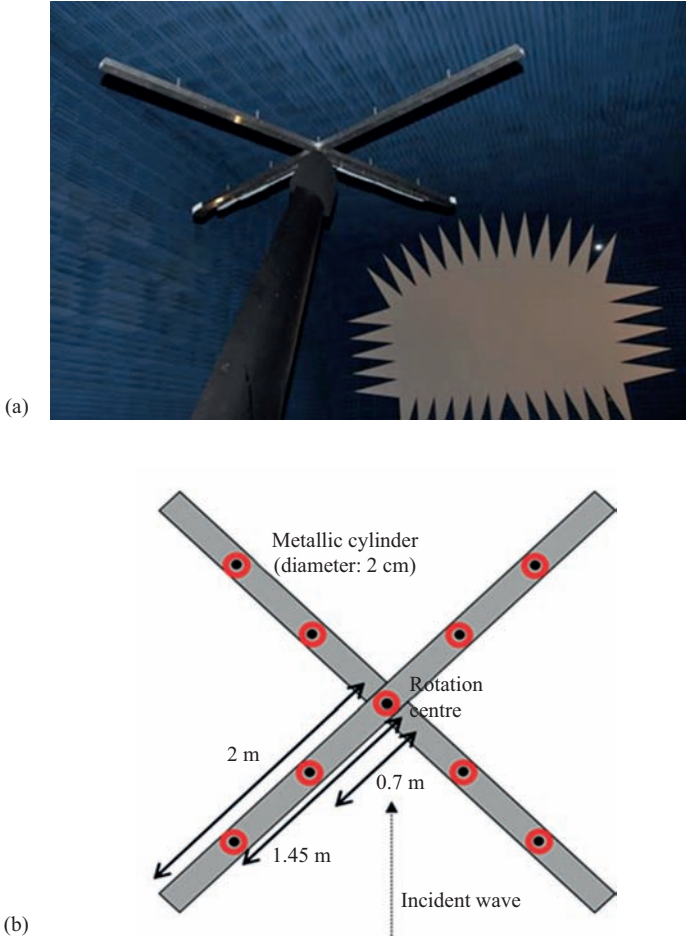 (a)
Metallic cylinder
(diameter: 2 cm)
Rotation
centre
2 m
0.7 m
1.45 m
Incident wave
(b)